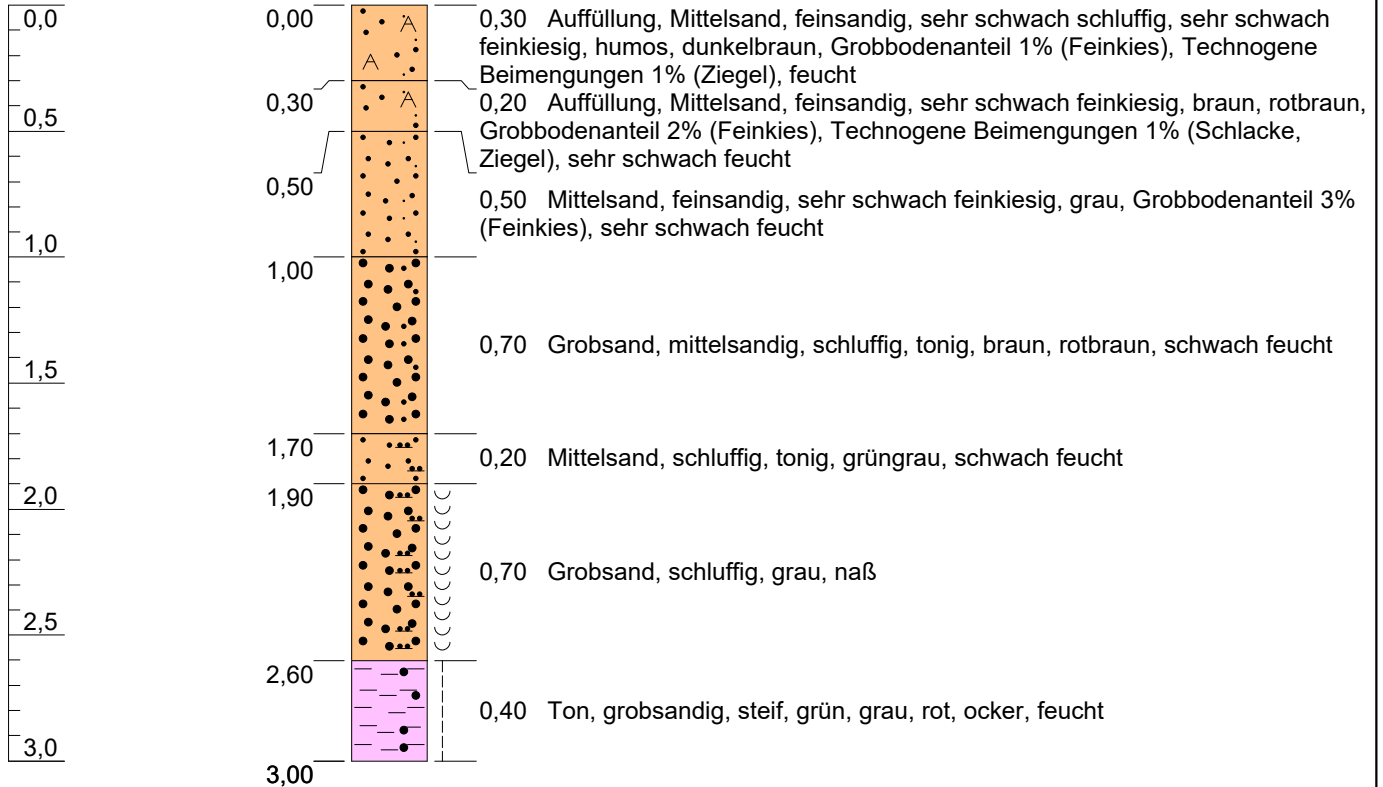 0,0
0,5
1,0
1,5
2,0
2,5
3,0
0,00
0,30
0,50
1,00
1,70
1,90
2,60
3,00
0,30 Auffüllung, Mittelsand, feinsandig, sehr schwach schluffig, sehr schwach
feinkiesig, humos, dunkelbraun, Grobbodenanteil 1% (Feinkies), Technogene
Beimengungen 1% (Ziegel), feucht
0,20 Auffüllung, Mittelsand, feinsandig, sehr schwach feinkiesig, braun, rotbraun,
Grobbodenanteil 2% (Feinkies), Technogene Beimengungen 1% (Schlacke,
Ziegel), sehr schwach feucht
0,50 Mittelsand, feinsandig, sehr schwach feinkiesig, grau, Grobbodenanteil 3%
(Feinkies), sehr schwach feucht
0,70 Grobsand, mittelsandig, schluffig, tonig, braun, rotbraun, schwach feucht
0,20 Mittelsand, schluffig, tonig, grüngrau, schwach feucht
0,70 Grobsand, schluffig, grau, naß
0,40 Ton, grobsandig, steif, grün, grau, rot, ocker, feucht
A
A
A